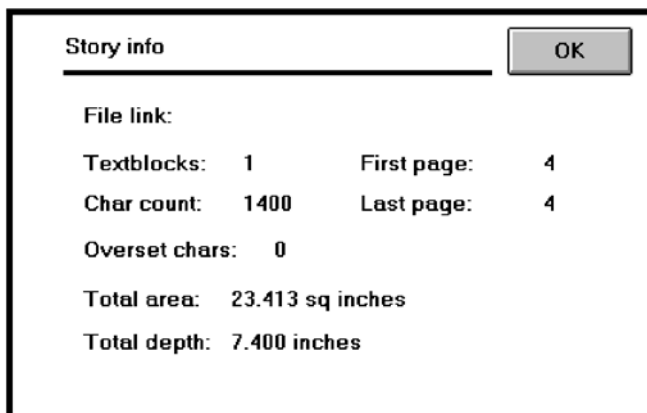 Story info OK
File link:
Textblocks: 1 First page: 4
Char count: 1400 Last page: 4
Overset chars: 0
Total area: 23.413 sq inches
Total depth: 7.400 inches